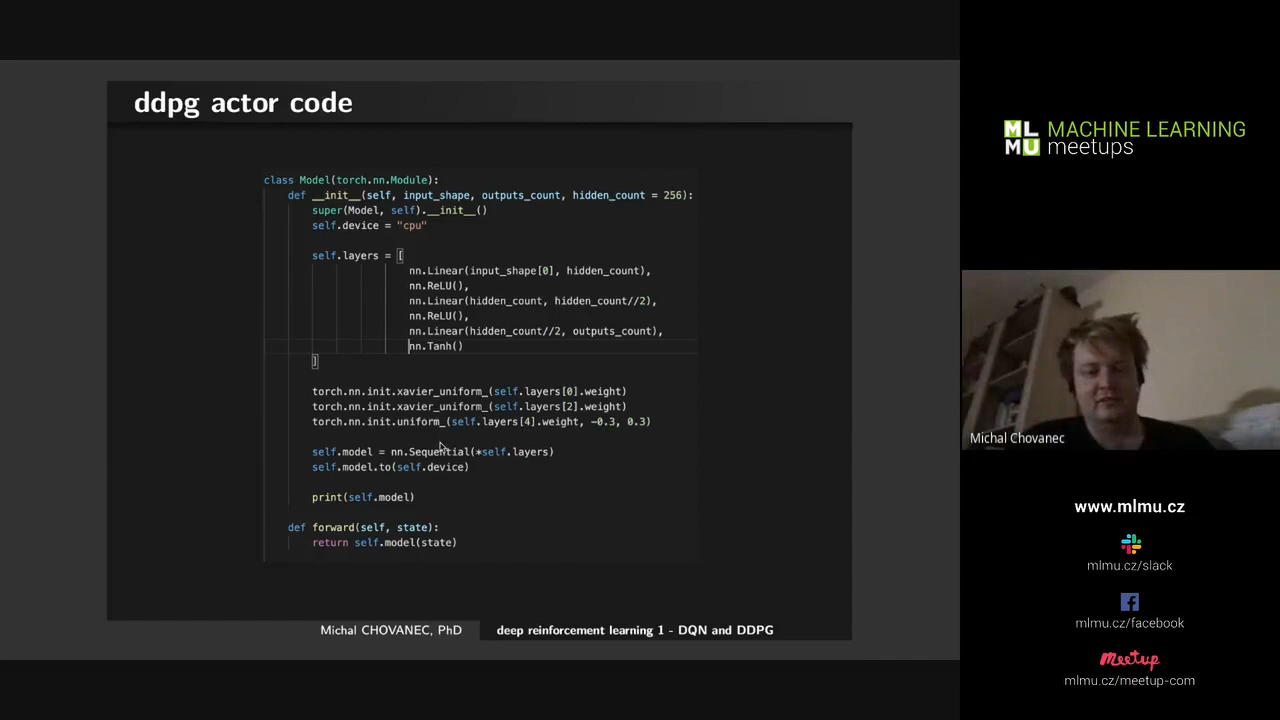 ddpg actor code
class Model(torch.nn.Module):
def __init__(self, input_shape, outputs_count, hidden_count = 256):
super(Model, self).__init__()
self.device = "cpu"
self.layers = [
nn.Linear(input_shape[0], hidden_count),
nn.ReLU(),
nn.Linear(hidden_count, hidden_count//2),
nn.ReLU(),
nn.Linear(hidden_count//2, outputs_count),
nn.Tanh()
]
torch.nn.init.xavier_uniform_(self.layers[0].weight)
torch.nn.init.xavier_uniform_(self.layers[2].weight)
torch.nn.init.uniform_(self.layers[4].weight, -0.3, 0.3)
self.model = nn.Sequential(*self.layers)
self.model.to(self.device)
print(self.model)
def forward(self, state):
return self.model(state)
Michal CHOVANEC, PhD
deep reinforcement learning 1 - DQN and DDPG
ML
MU
MACHINE LEARNING
meetups
Michal Chovanec
www.mlmu.cz
mlmu.cz/slack
mlmu.cz/facebook
Meetup
mlmu.cz/meetup-com